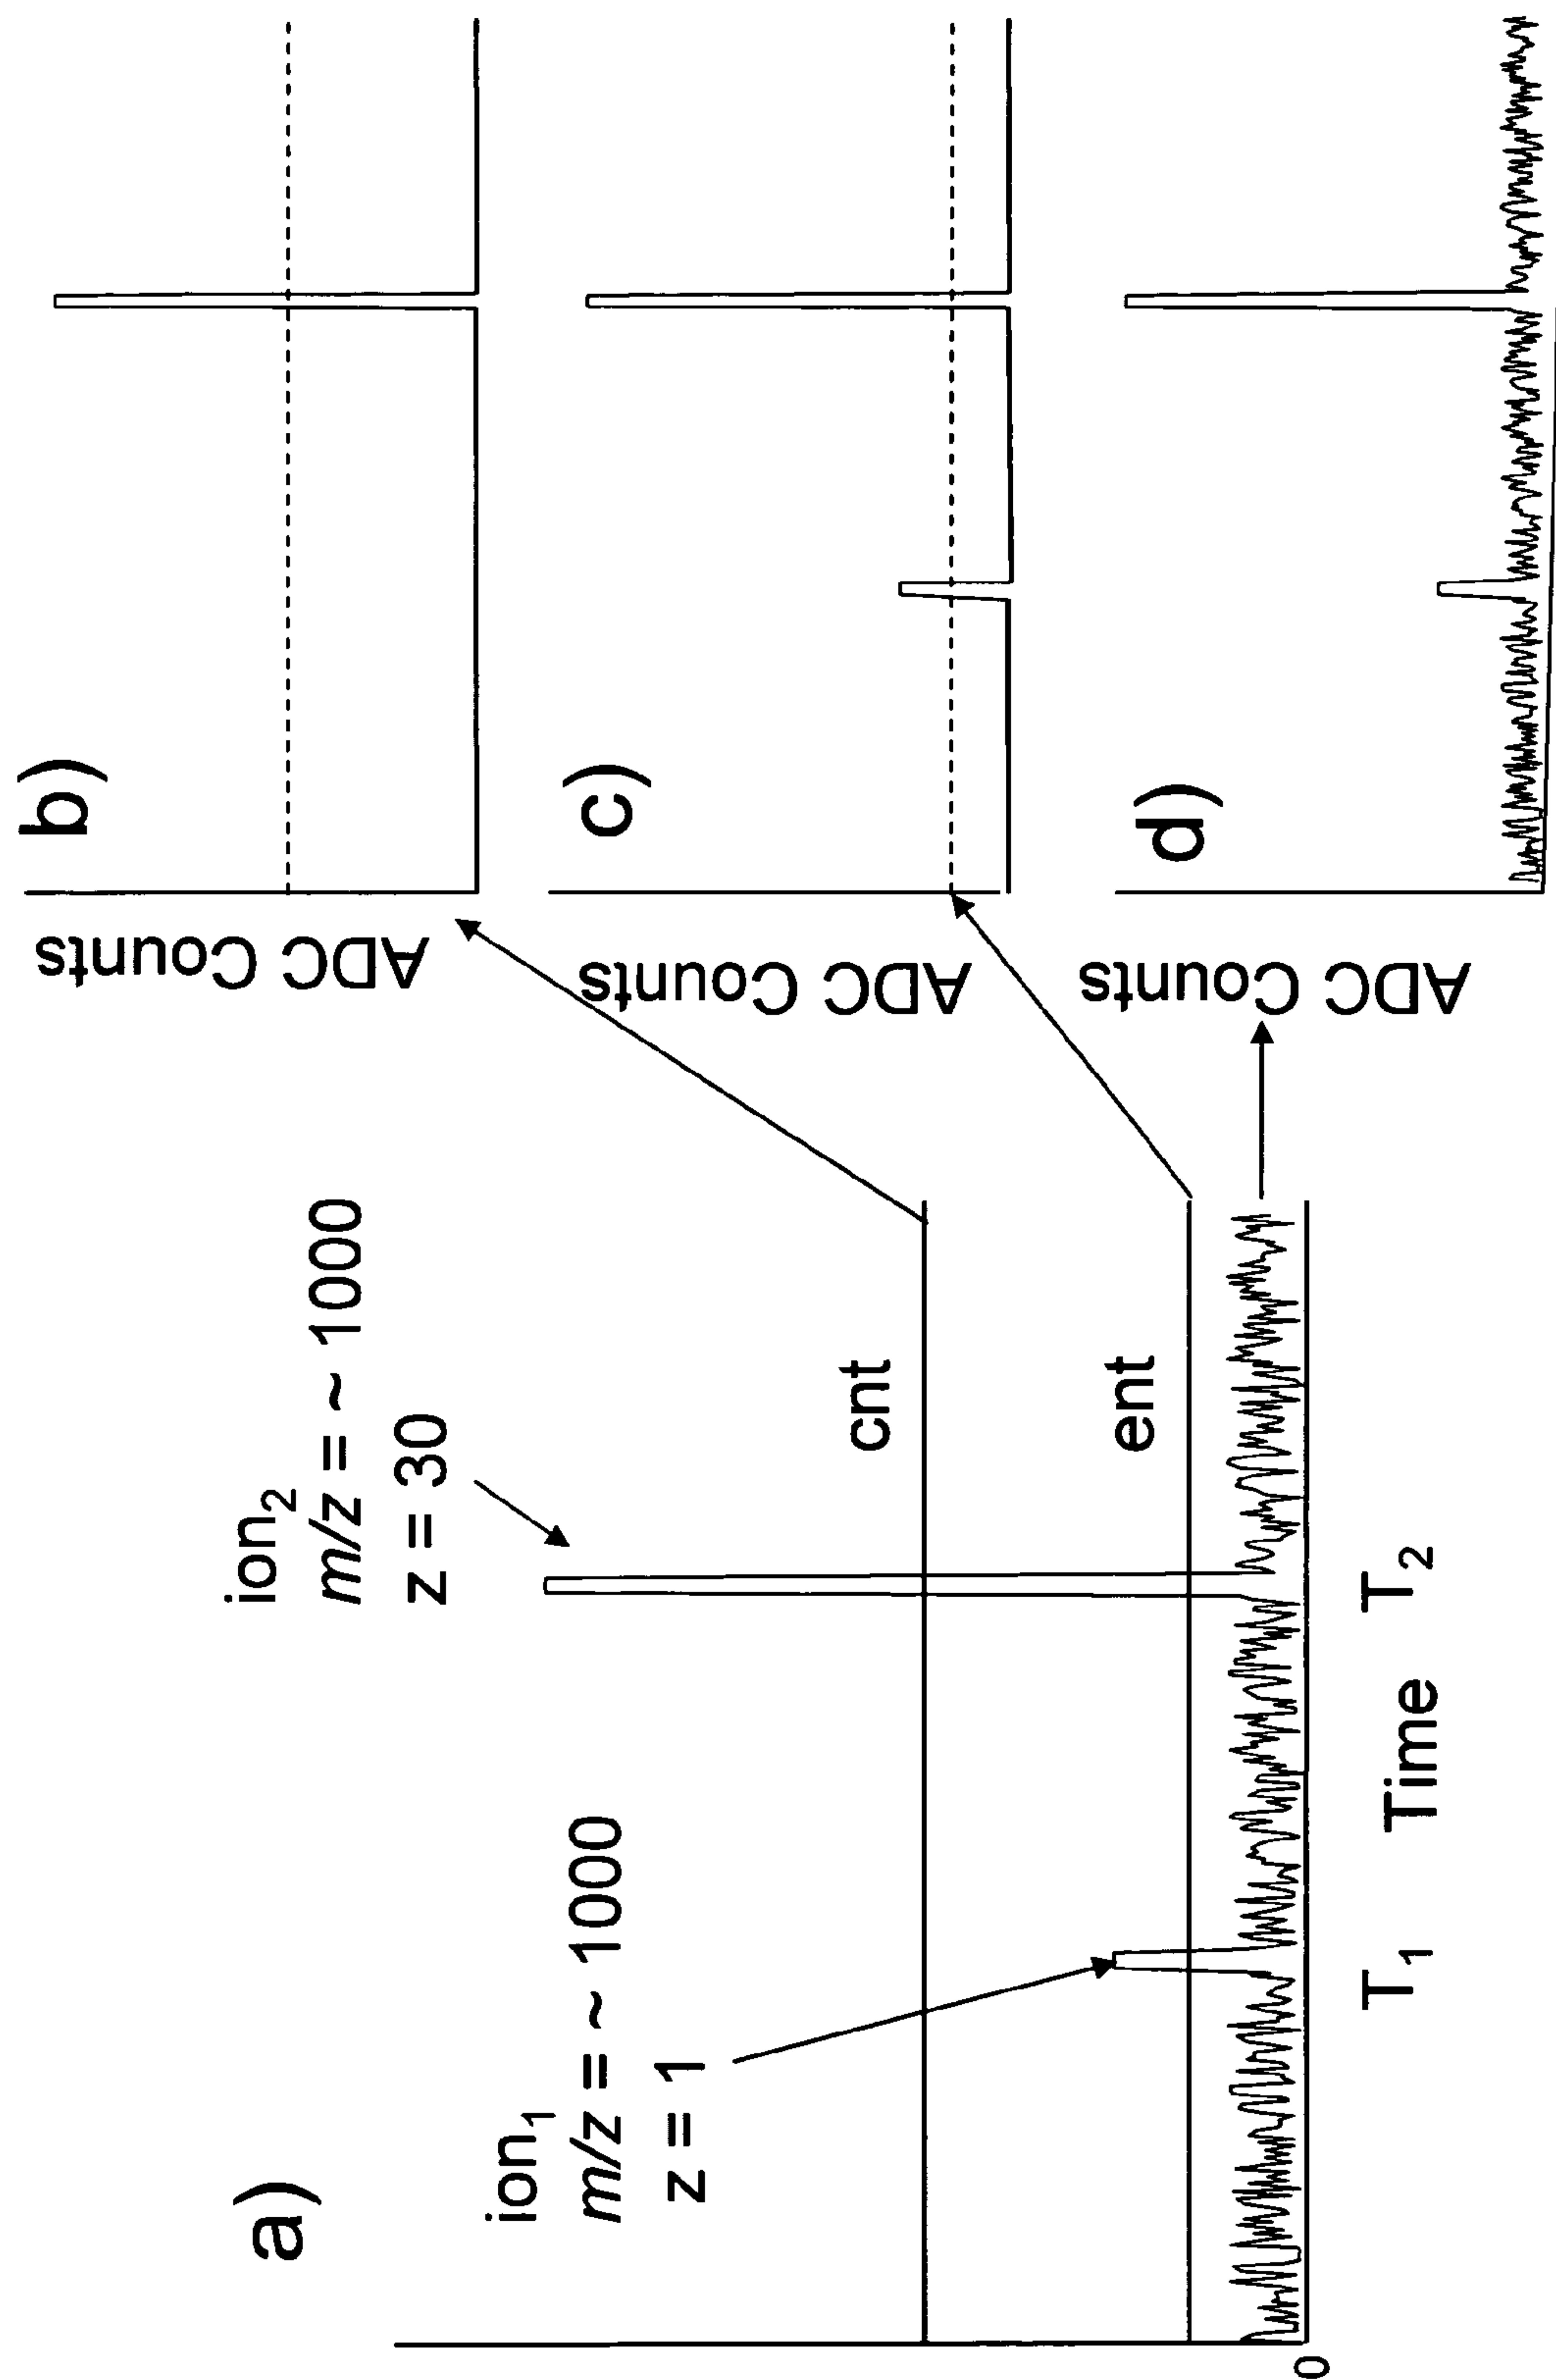 a)
ion₁
m/z = ~ 1000
z = 1
ion₂
m/z = ~ 1000
z = 30
cnt
ent
0
T₁
Time
T₂
b)
ADC Counts
c)
ADC Counts
d)
ADC Counts